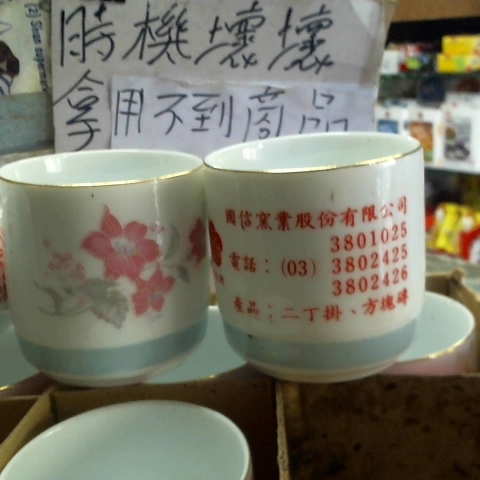 時機壞壞
拿用不到商品
國信窯業股份有限公司
3801025
電話：(03) 3802425
3802426
產品：二丁掛、方塊磚